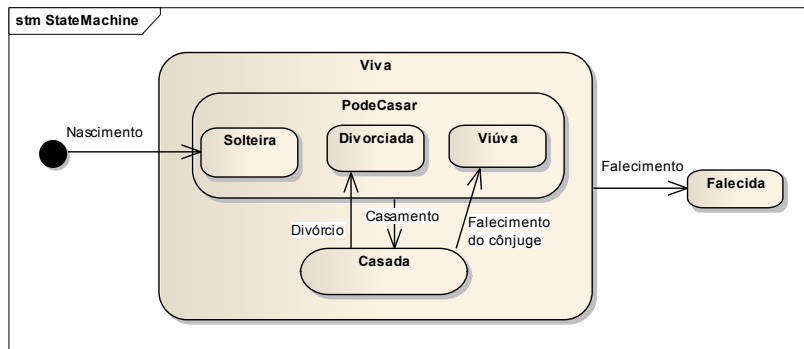 stm StateMachine
Viva
PodeCasar
Nascimento
Solteira
Divorciada
Viúva
Falecimento
Falecida
Divórcio
Casamento
Falecimento
do cônjuge
Casada